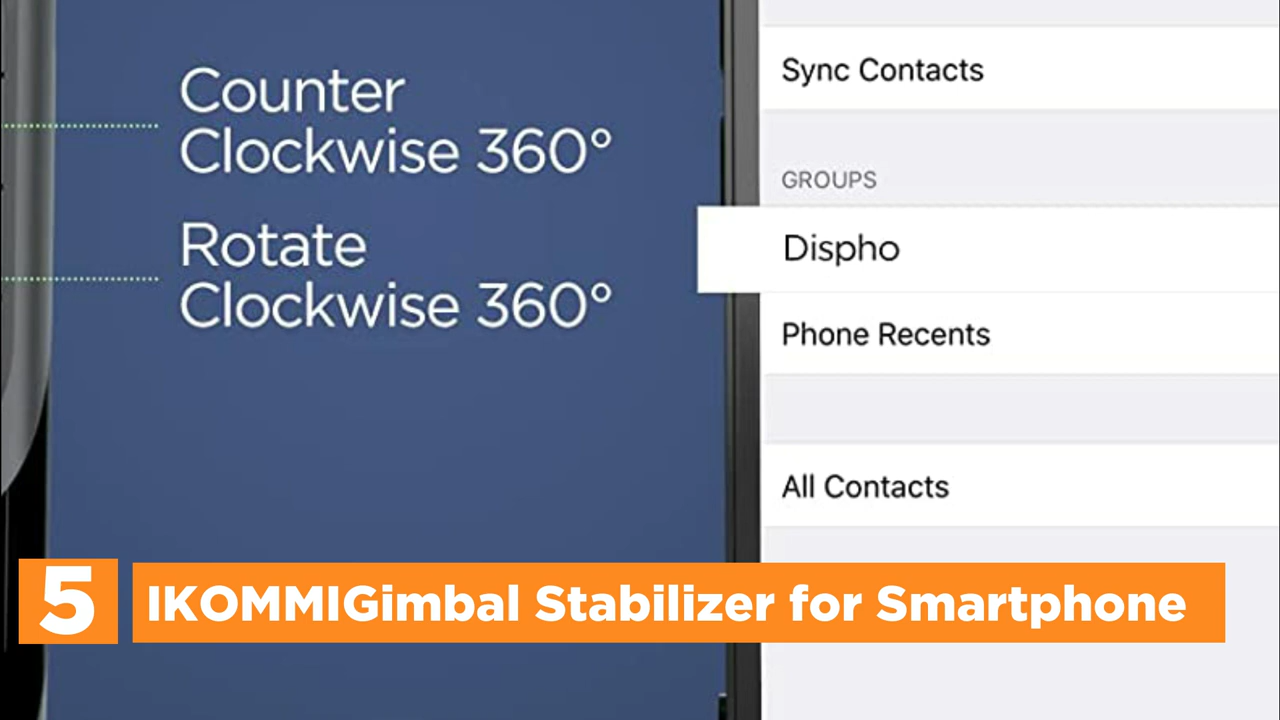 Counter
Clockwise 360°
Rotate
Clockwise 360°
Sync Contacts
GROUPS
Dispho
Phone Recents
All Contacts
5
IKOMMIGimbal Stabilizer for Smartphone